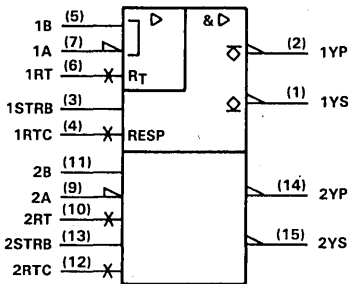 1B (5)
1A (7)
1RT (6) RT
1STRB (3)
1RTC (4) RESP
&
(2) 1YP
(1) 1YS
2B (11)
2A (9)
2RT (10)
2STRB (13)
2RTC (12)
(14) 2YP
(15) 2YS